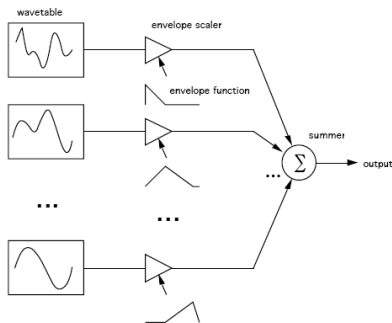 wavetable
envelope scaler
envelope function
summer
Σ
output
...
...
...